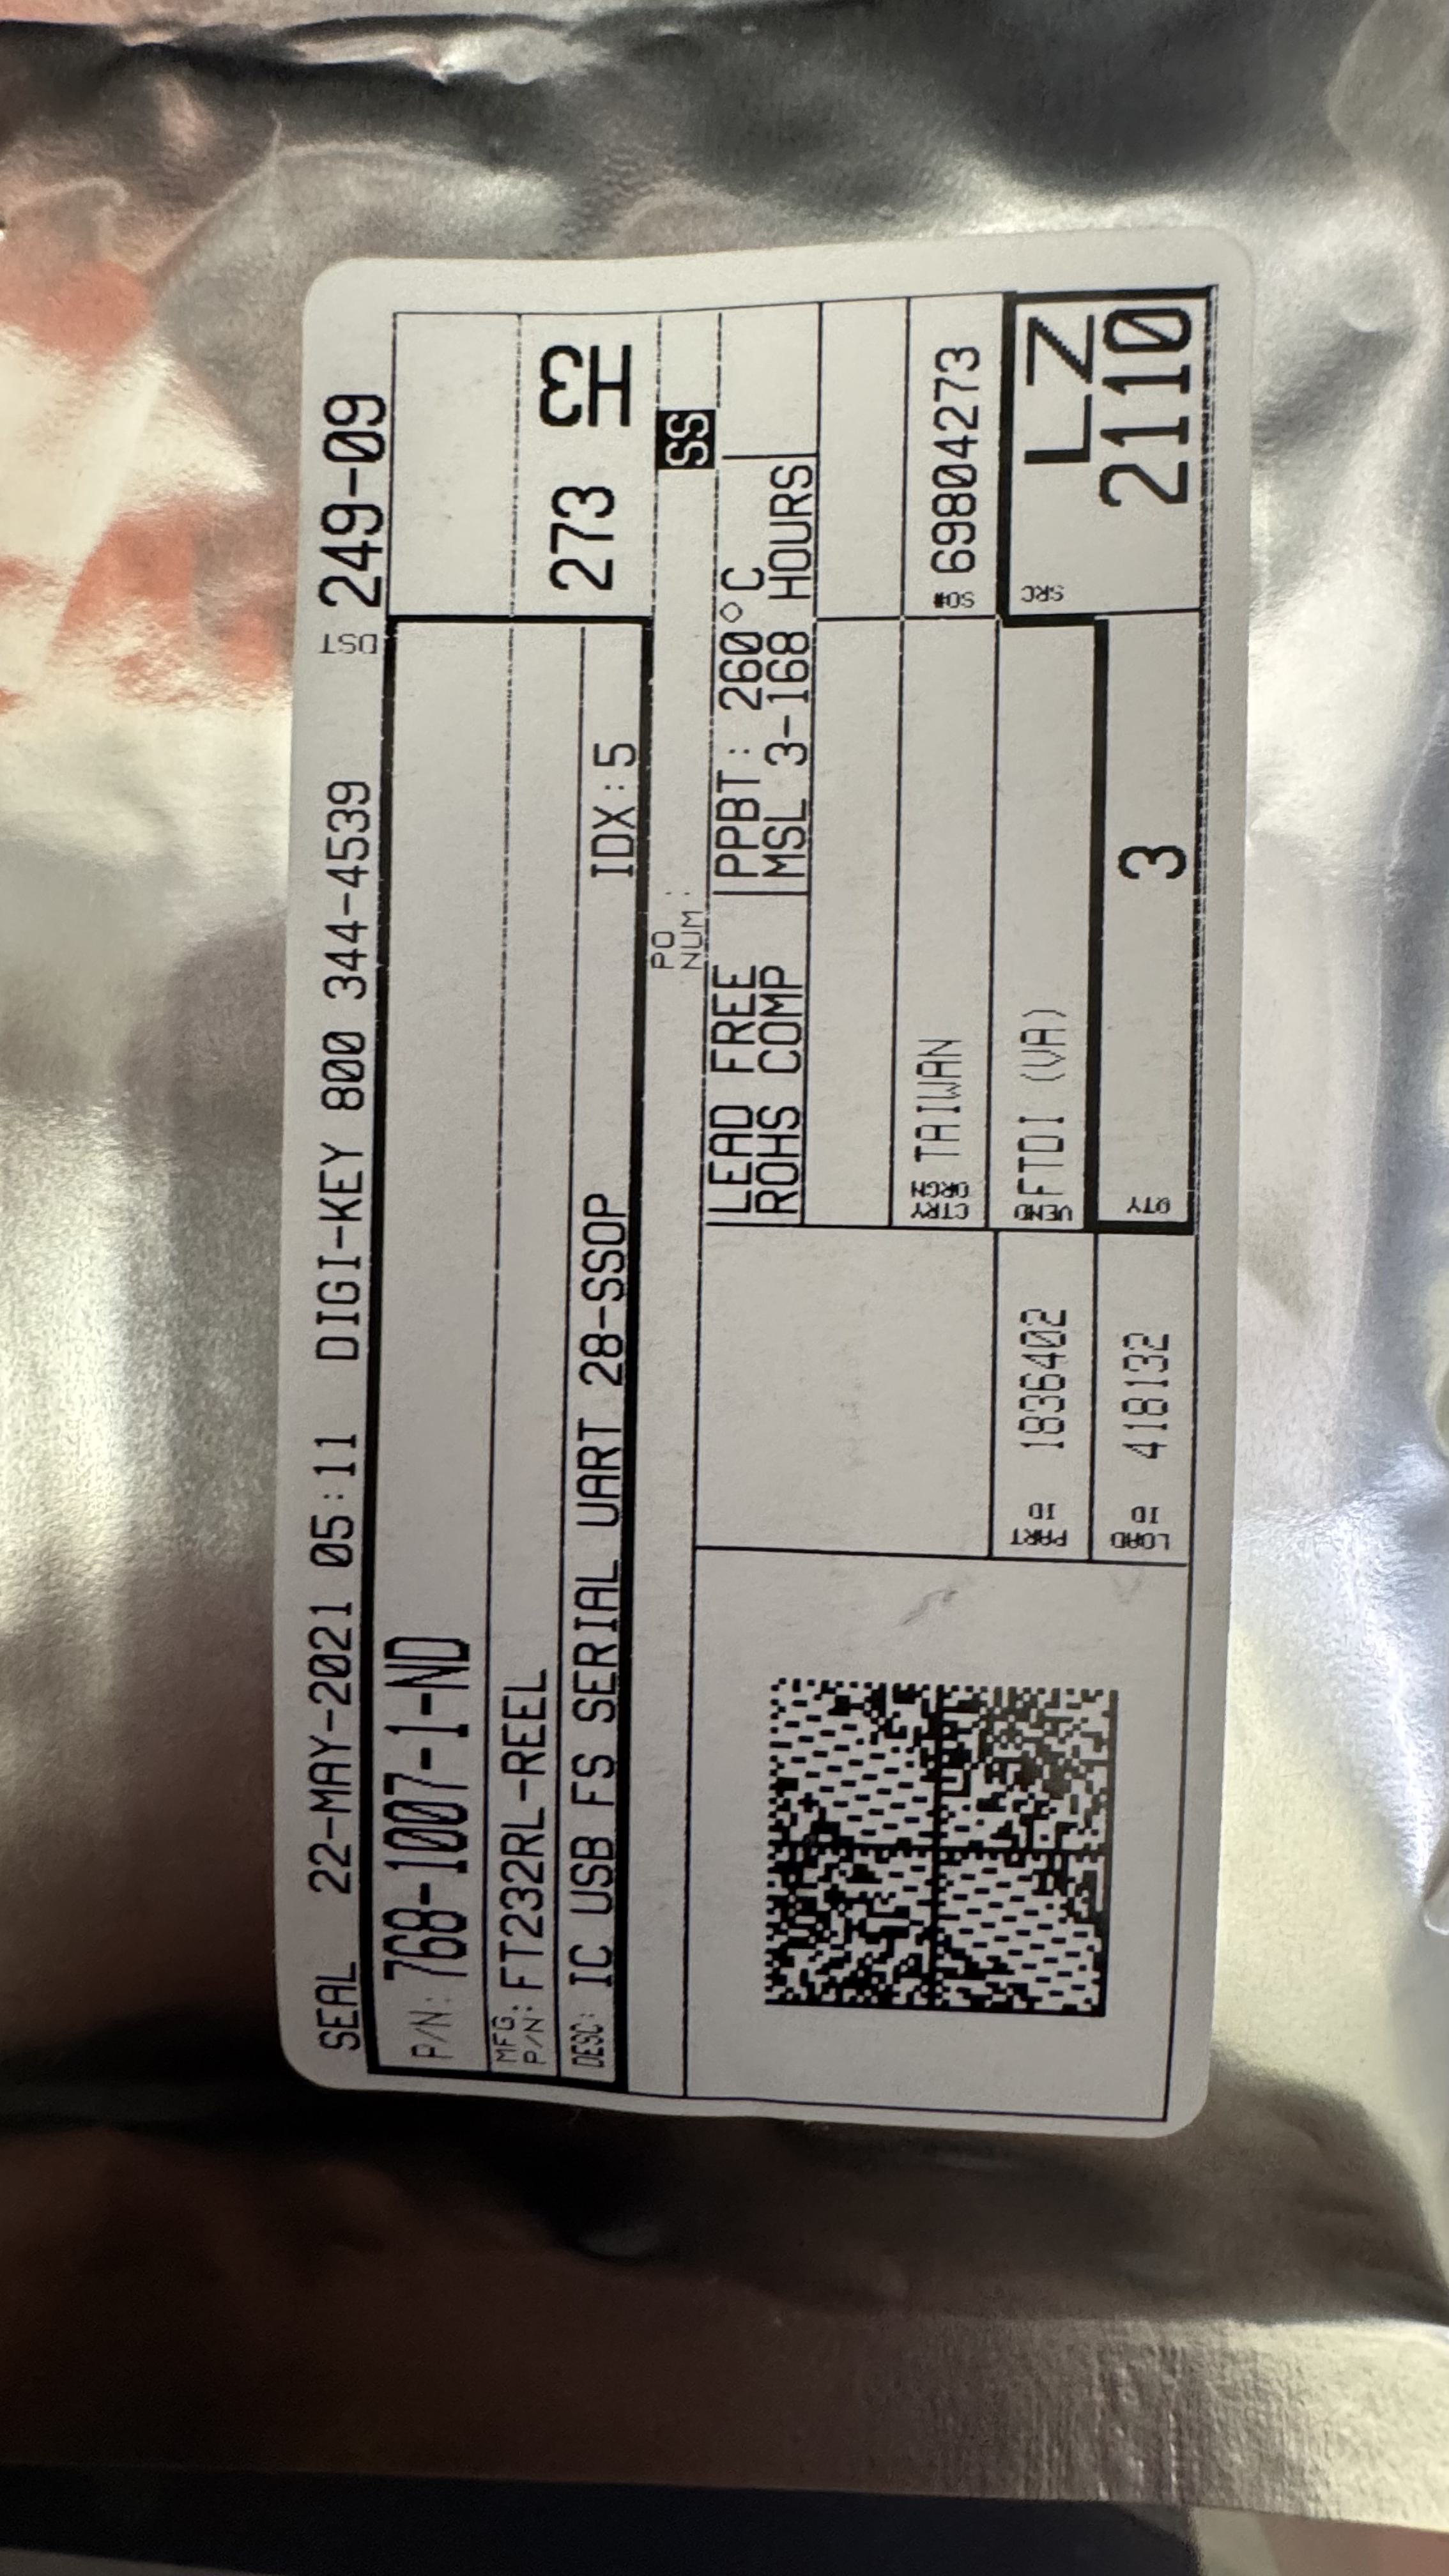 SEAL 22-MAY-2021 05:11 DIGI-KEY 800 344-4539 DST 249-09
P/N: 768-1007-1-ND
MFG P/N: FT232RL-REEL
273
DESC: IC USB FS SERIAL UART 28-SSOP IDX:5
PO NUM: SS
LEAD FREE PPBT: 260°C
ROHS COMP MSL 3-168 HOURS
CTRY ORGN TAIWAN SO# 69804273
PART ID 1836402 VEND FTDI (VA) SRC LZ
LOAD ID 418132 QTY 3 2110